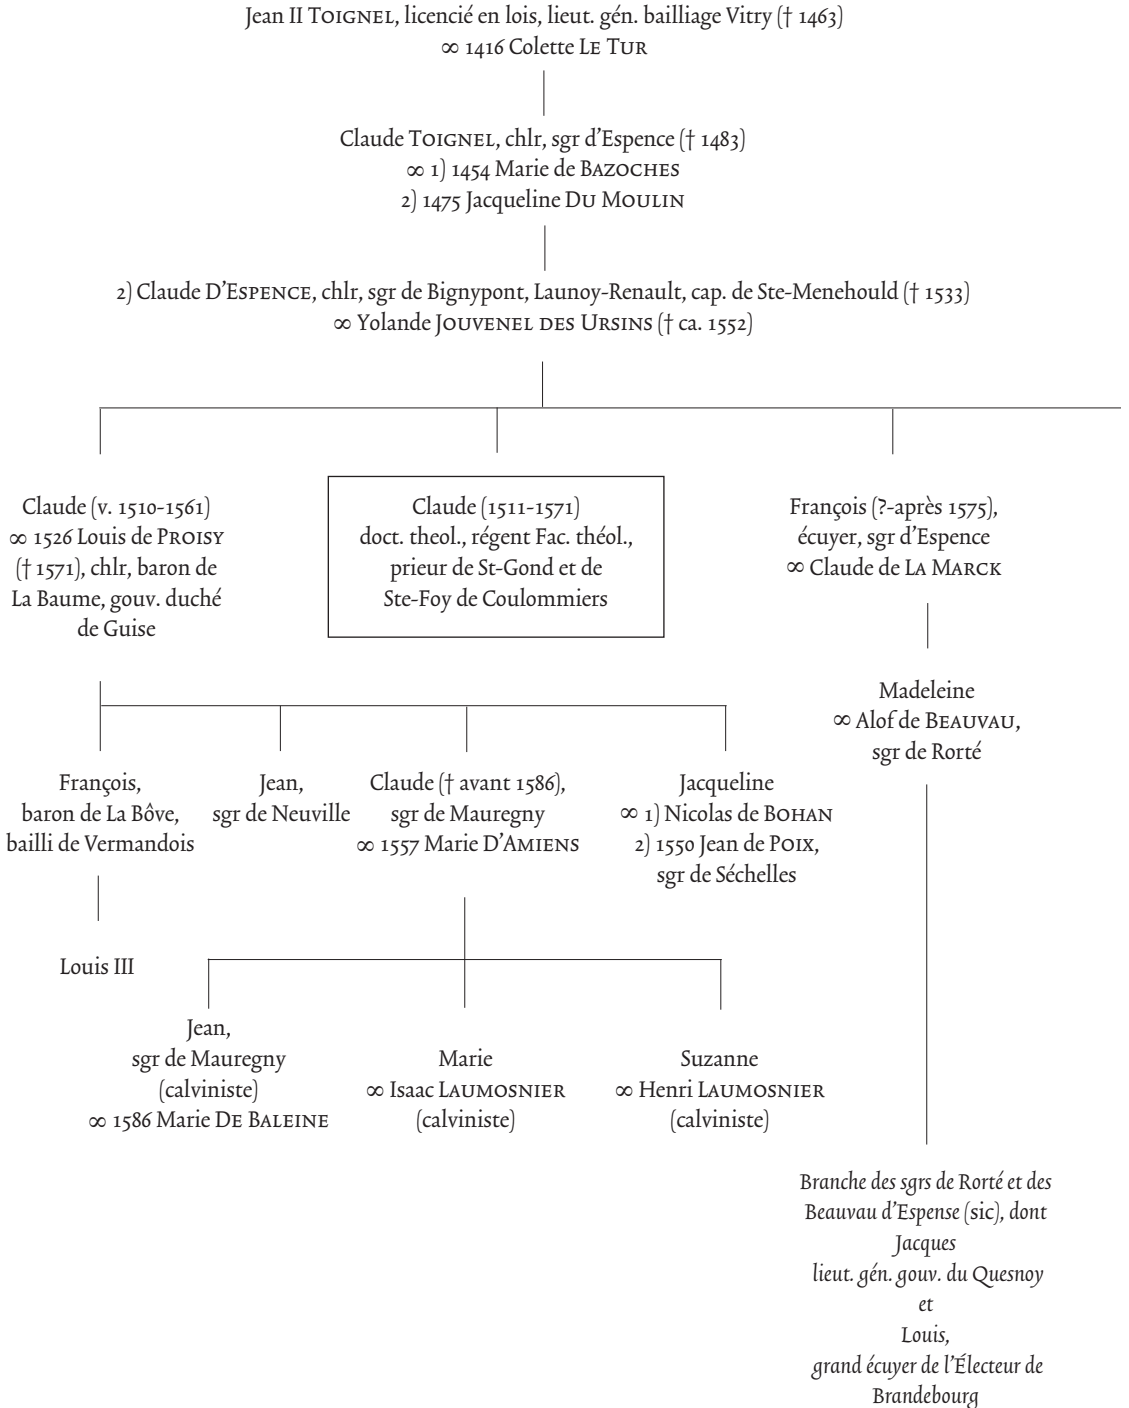 Jean II TOIGNEL, licencié en lois, lieut. gén. bailliage Vitry († 1463)
∞ 1416 Colette LE TUR
Claude TOIGNEL, chlr, sgr d’Espence († 1483)
∞ 1) 1454 Marie de BAZOCHES
2) 1475 Jacqueline DU MOULIN
2) Claude D’ESPENCE, chlr, sgr de Bignypont, Launoy-Renault, cap. de Ste-Menehould († 1533)
∞ Yolande JOUVENEL DES URSINS († ca. 1552)
Claude (v. 1510-1561)
∞ 1526 Louis de PROISY
(† 1571), chlr, baron de
La Baume, gouv. duché
de Guise
Claude (1511-1571)
doct. theol., régent Fac. théol.,
prieur de St-Gond et de
Ste-Foy de Coulommiers
François (?-après 1575),
écuyer, sgr d’Espence
∞ Claude de LA MARCK
Madeleine
∞ Alof de BEAUVAU,
sgr de Rorté
François,
baron de La Bôve,
bailli de Vermandois
Jean,
sgr de Neuville
Claude († avant 1586),
sgr de Mauregny
∞ 1557 Marie D’AMIENS
Jacqueline
∞ 1) Nicolas de BOHAN
2) 1550 Jean de POIX,
sgr de Séchelles
Louis III
Jean,
sgr de Mauregny
(calviniste)
∞ 1586 Marie DE BALEINE
Marie
∞ Isaac LAUMOSNIER
(calviniste)
Suzanne
∞ Henri LAUMOSNIER
(calviniste)
Branche des sgrs de Rorté et des
Beauvau d’Espense (sic), dont
Jacques
lieut. gén. gouv. du Quesnoy
et
Louis,
grand écuyer de l’Électeur de
Brandebourg